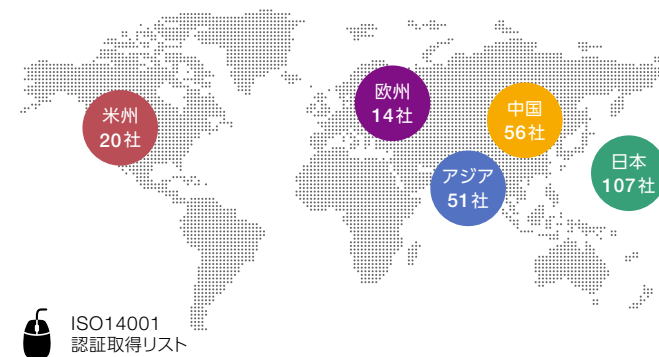 米州
20社
欧州
14社
中国
56社
アジア
51社
日本
107社
ISO14001
認証取得リスト